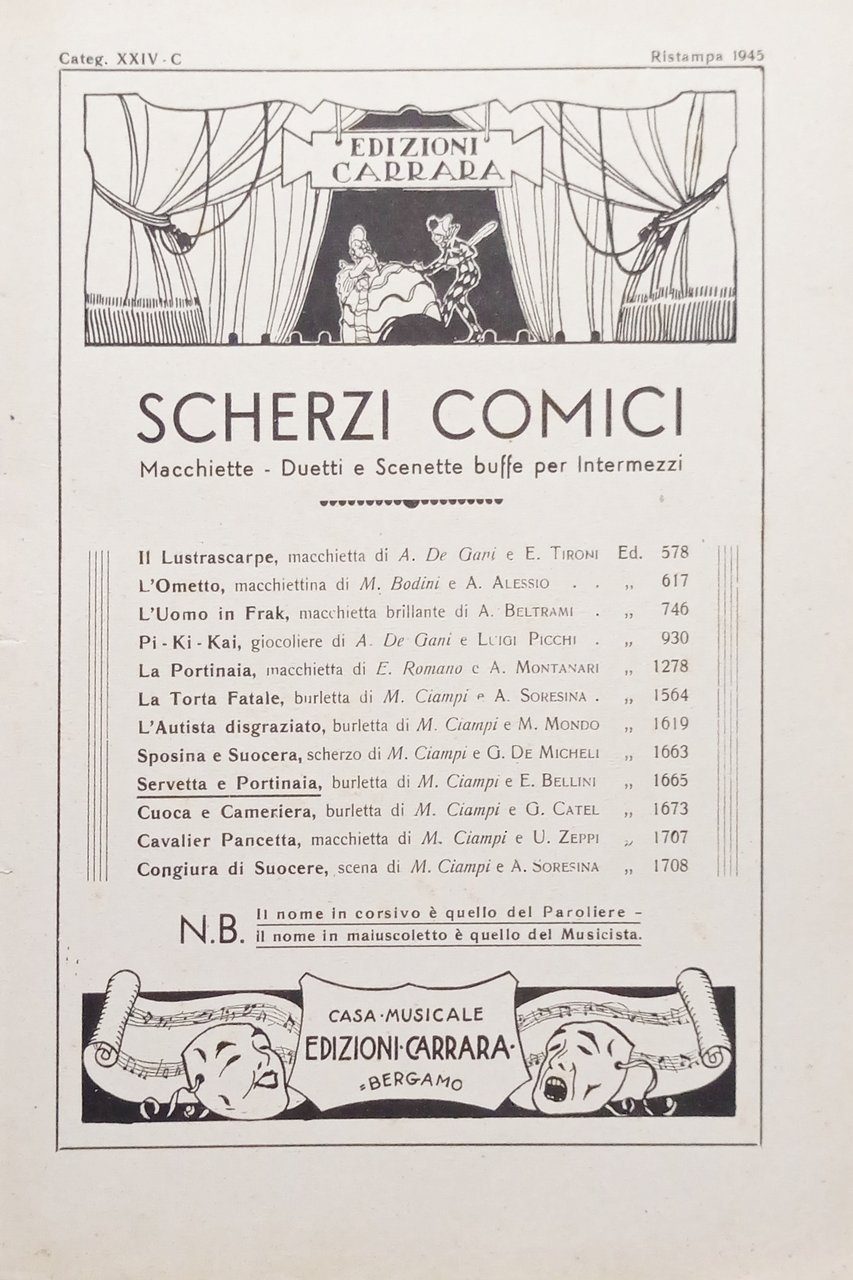 Categ. XXIV - C
Ristampa 1945
EDIZIONI
CARRARA
SCHERZI COMICI
Macchiette - Duetti e Scenette buffe per Intermezzi
Il Lustrascarpe, macchietta di A. De Gani e E. TIRONI Ed. 578
L'Ometto, macchiettina di M. Bodini e A. ALESSIO . . „ 617
L'Uomo in Frak, macchietta brillante di A. BELTRAMI . „ 746
Pi - Ki - Kai, giocoliere di A. De Gani e LUIGI PICCHI . „ 930
La Portinaia, macchietta di E. Romano e A. MONTANARI „ 1278
La Torta Fatale, burletta di M. Ciampi e A. SORESINA . „ 1564
L'Autista disgraziato, burletta di M. Ciampi e M. MONDO „ 1619
Sposina e Suocera, scherzo di M. Ciampi e G. DE MICHELI „ 1663
Servetta e Portinaia, burletta di M. Ciampi e E. BELLINI „ 1665
Cuoca e Cameriera, burletta di M. Ciampi e G. CATEL „ 1673
Cavalier Pancetta, macchietta di M. Ciampi e U. ZEPPI „ 1707
Congiura di Suocere, scena di M. Ciampi e A. SORESINA „ 1708
N.B. Il nome in corsivo è quello del Paroliere -
il nome in maiuscoletto è quello del Musicista.
CASA·MUSICALE
EDIZIONI·CARRARA·
=BERGAMO